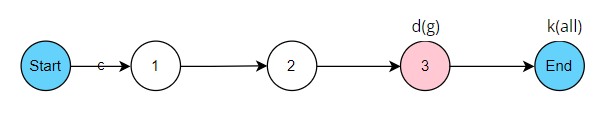 d(g) k(all)
Start c 1 2 3 End